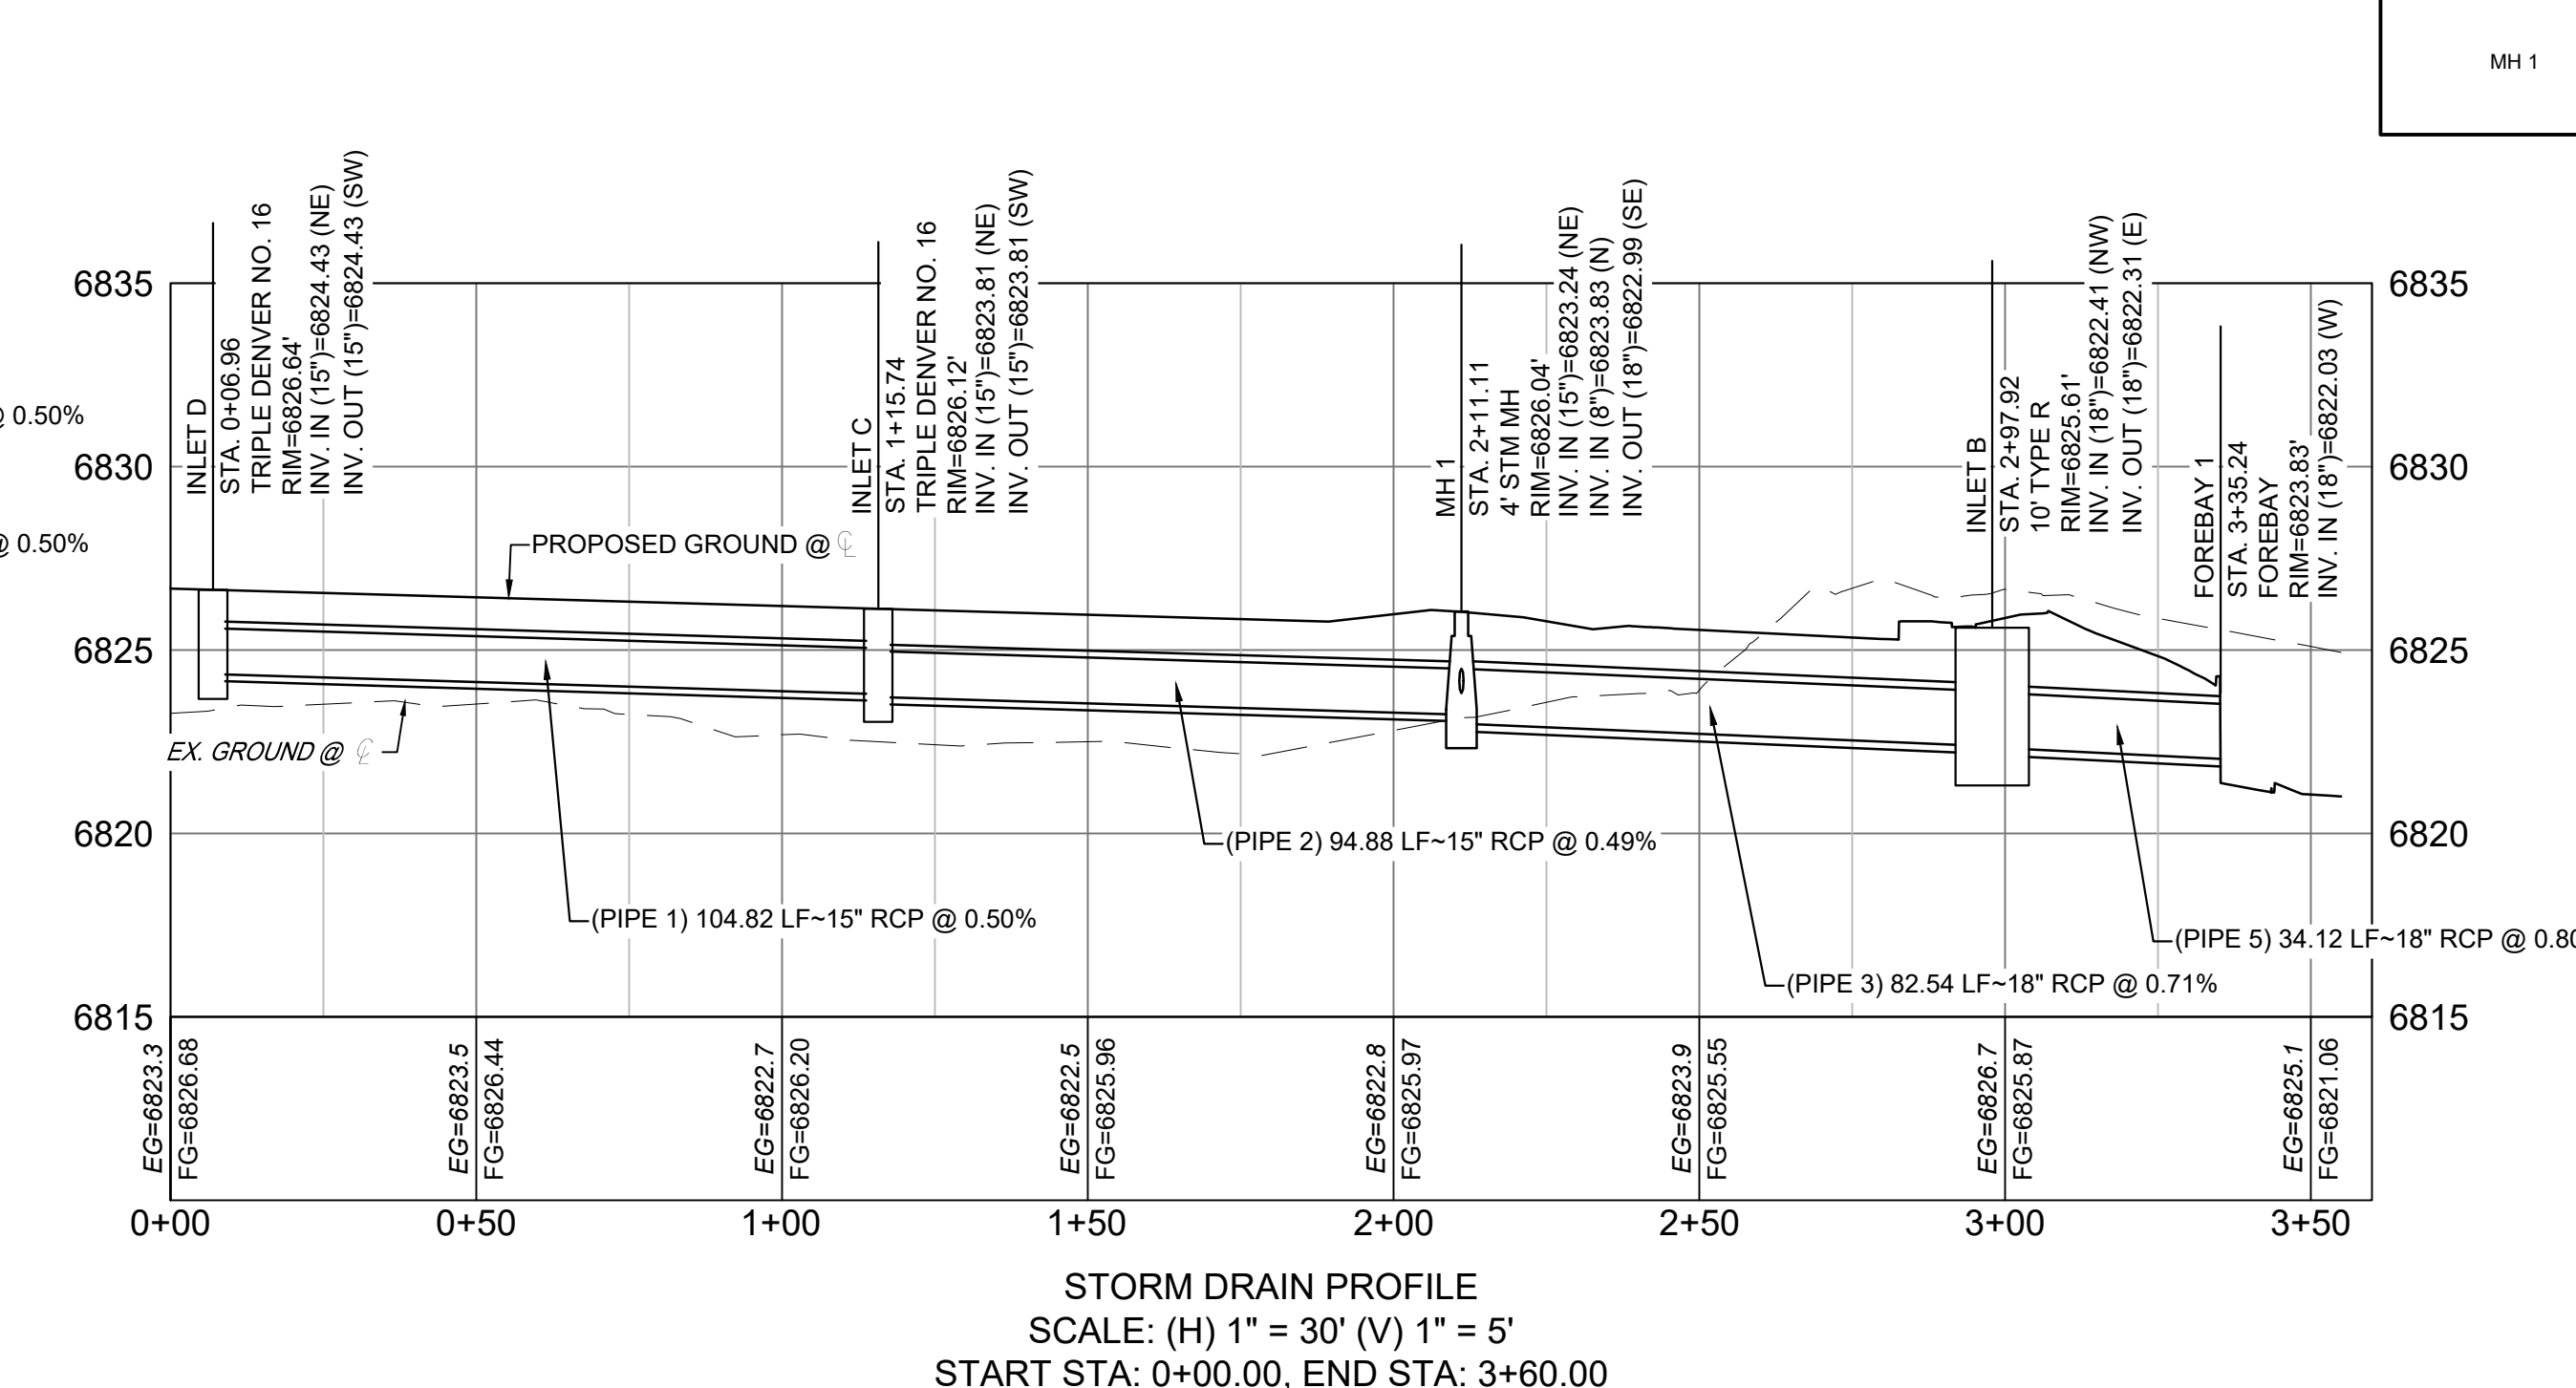 MH 1
@ 0.50%
@ 0.50%
INLET D
STA. 0+06.96
TRIPLE DENVER NO. 16
RIM=6826.64'
INV. IN (15")=6824.43 (NE)
INV. OUT (15")=6824.43 (SW)
INLET C
STA. 1+15.74
TRIPLE DENVER NO. 16
RIM=6826.12'
INV. IN (15")=6823.81 (NE)
INV. OUT (15")=6823.81 (SW)
MH 1
STA. 2+11.11
4' STM MH
RIM=6826.04'
INV. IN (15")=6823.24 (NE)
INV. IN (8")=6823.83 (N)
INV. OUT (18")=6822.99 (SE)
INLET B
STA. 2+97.92
10' TYPE R
RIM=6825.61'
INV. IN (18")=6822.41 (NW)
INV. OUT (18")=6822.31 (E)
FOREBAY 1
STA. 3+35.24
FOREBAY
RIM=6823.83'
INV. IN (18")=6822.03 (W)
6835
6835
6830
6830
6825
6825
6820
6820
6815
6815
PROPOSED GROUND @ ℄
EX. GROUND @ ℄
(PIPE 2) 94.88 LF~15" RCP @ 0.49%
(PIPE 1) 104.82 LF~15" RCP @ 0.50%
(PIPE 5) 34.12 LF~18" RCP @ 0.80
(PIPE 3) 82.54 LF~18" RCP @ 0.71%
EG=6823.3
FG=6826.68
EG=6823.5
FG=6826.44
EG=6822.7
FG=6826.20
EG=6822.5
FG=6825.96
EG=6822.8
FG=6825.97
EG=6823.9
FG=6825.55
EG=6826.7
FG=6825.87
EG=6825.1
FG=6821.06
0+00
0+50
1+00
1+50
2+00
2+50
3+00
3+50
STORM DRAIN PROFILE
SCALE: (H) 1" = 30' (V) 1" = 5'
START STA: 0+00.00, END STA: 3+60.00